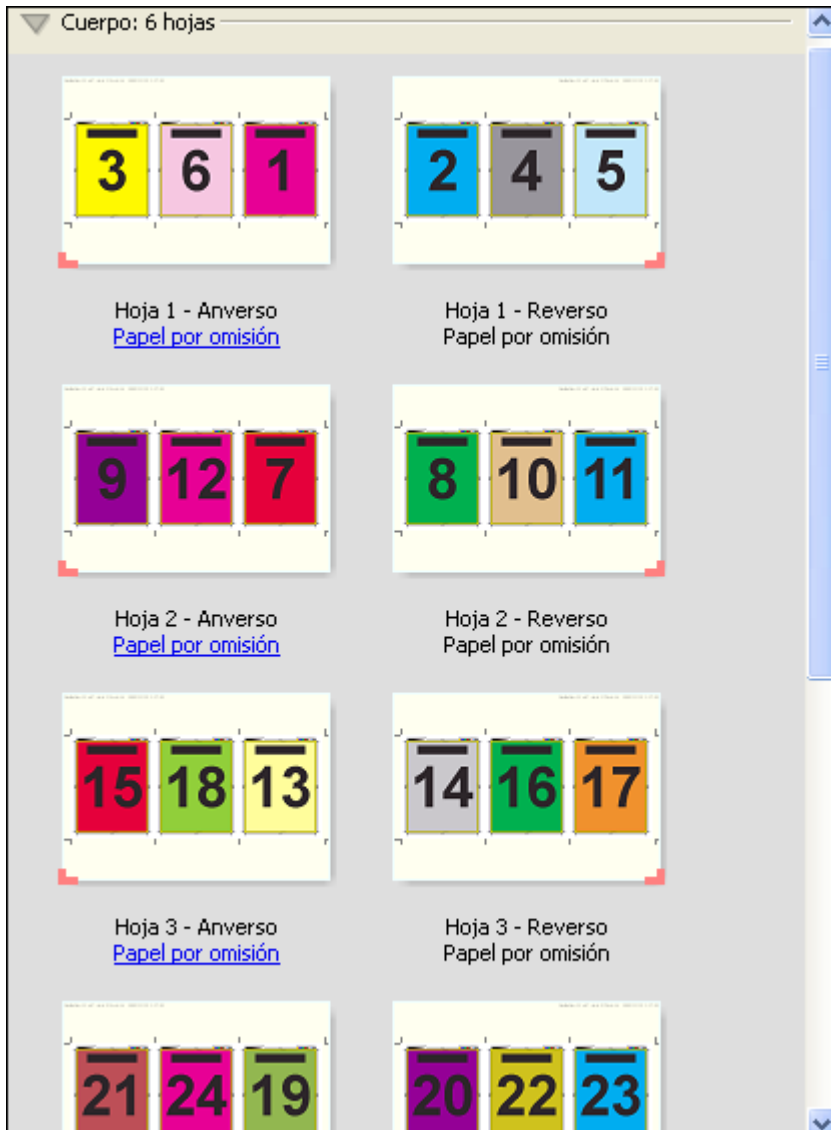 Cuerpo: 6 hojas
3 6 1
2 4 5
Hoja 1 - Anverso
Papel por omisión
Hoja 1 - Reverso
Papel por omisión
9 12 7
8 10 11
Hoja 2 - Anverso
Papel por omisión
Hoja 2 - Reverso
Papel por omisión
15 18 13
14 16 17
Hoja 3 - Anverso
Papel por omisión
Hoja 3 - Reverso
Papel por omisión
21 24 19
20 22 23